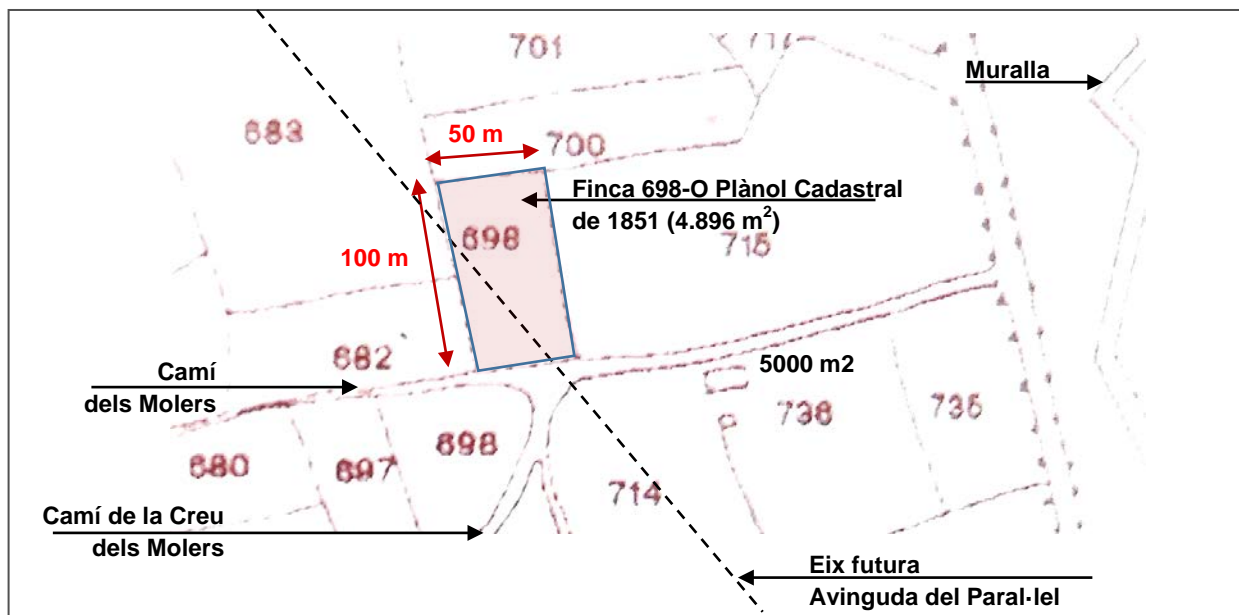 701
Muralla
683
50 m
700
Finca 698-O Plànol Cadastral
de 1851 (4.896 m²)
698
715
100 m
682
5000 m2
Camí
dels Molers
698
736
735
680
697
714
Camí de la Creu
dels Molers
Eix futura
Avinguda del Paral·lel